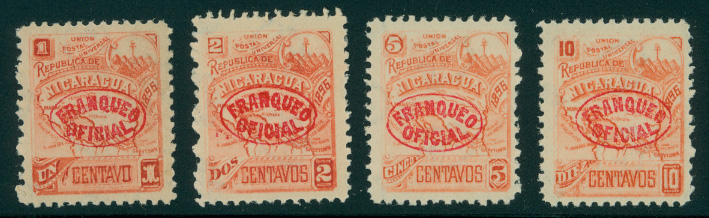 1
UNION
POSTAL UNIVERSAL
REPUBLICA DE
NICARAGUA
1896
FRANQUEO
OFICIAL
UN CENTAVO 1
2
UNION
POSTAL UNIVERSAL
REPUBLICA DE
NICARAGUA
1896
FRANQUEO
OFICIAL
DOS CENTAVOS 2
5
UNION
POSTAL UNIVERSAL
REPUBLICA DE
NICARAGUA
1896
FRANQUEO
OFICIAL
CINCO CENTAVOS 5
10
UNION
POSTAL UNIVERSAL
REPUBLICA DE
NICARAGUA
1896
FRANQUEO
OFICIAL
DIEZ CENTAVOS 10